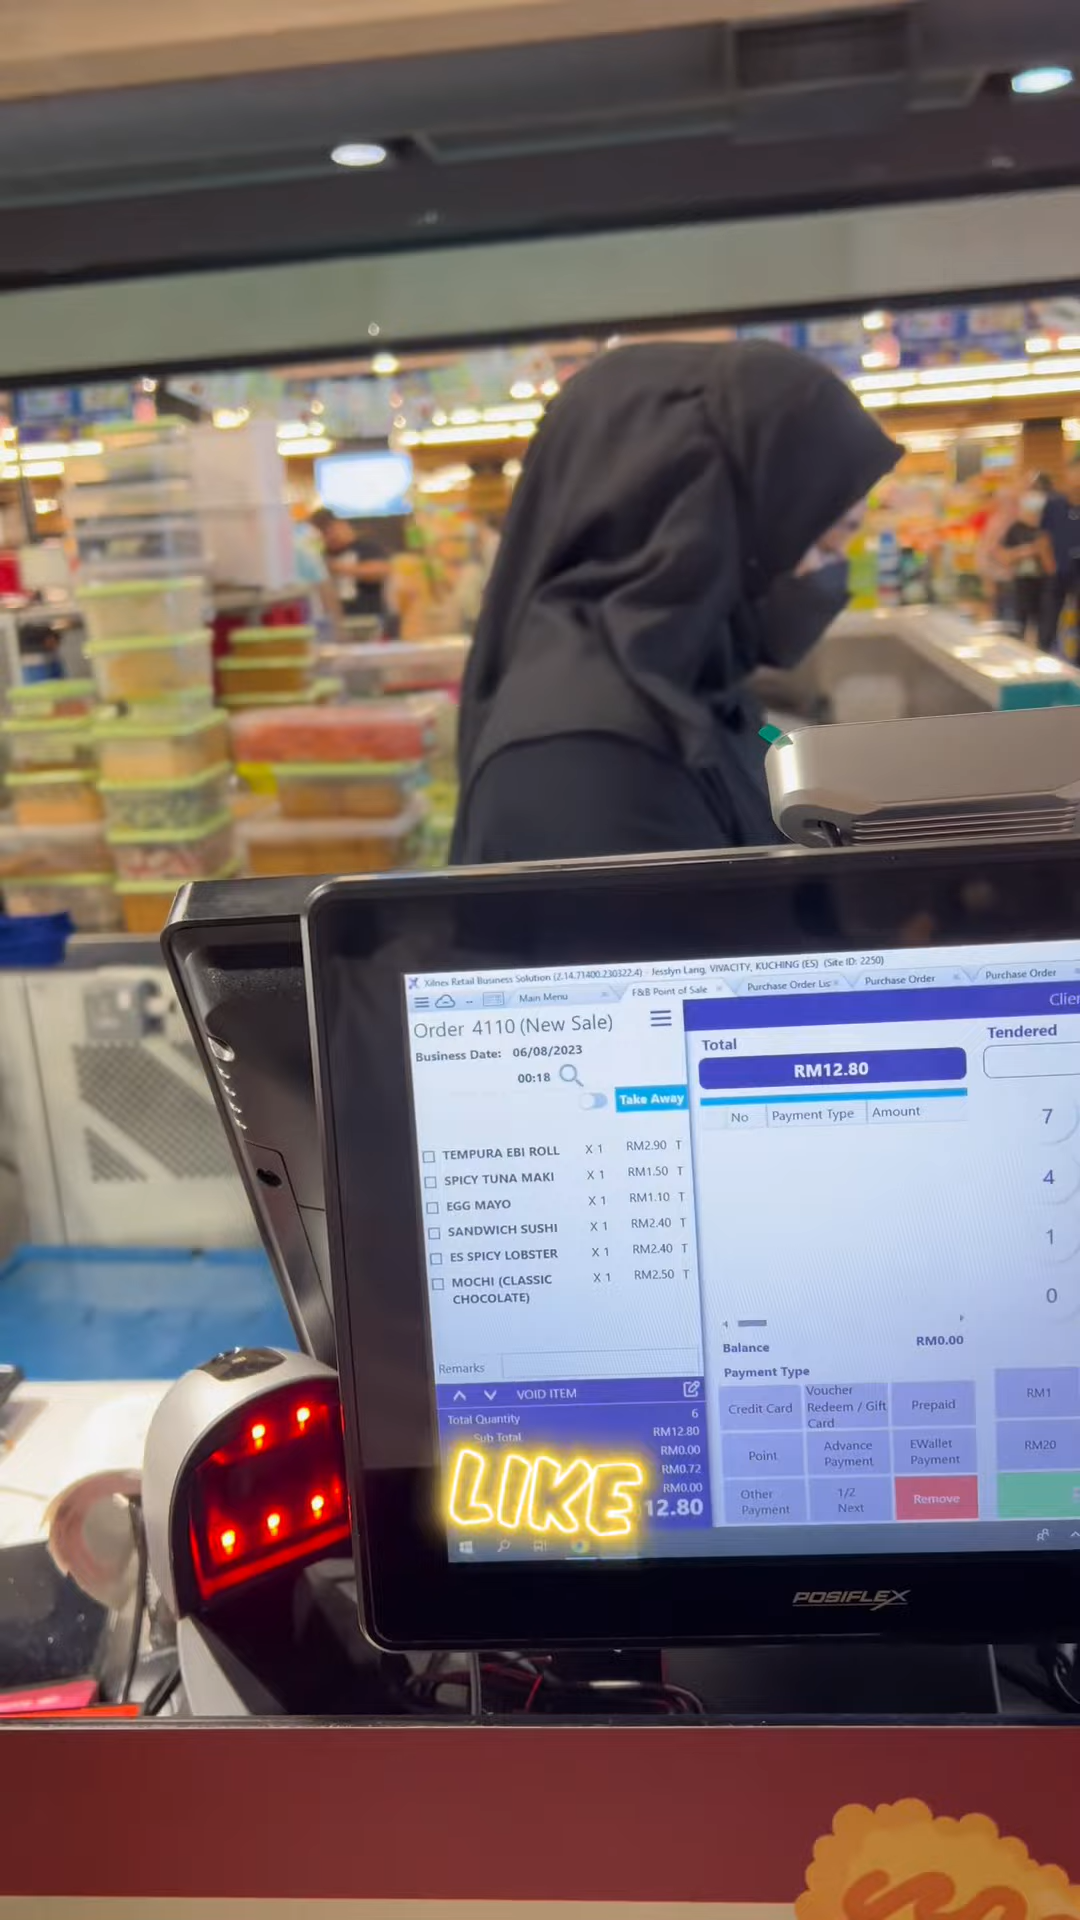 Xilnex Retail Business Solution (2.14.71400.230322.4) - Jesslyn Lang, VIVACITY, KUCHING (ES) (Site ID: 2250)
Main Menu
F&B Point of Sale
Purchase Order Lis
Purchase Order
Purchase Order
Order 4110 (New Sale)
Business Date: 06/08/2023
00:18
Take Away
TEMPURA EBI ROLL X 1 RM2.90 T
SPICY TUNA MAKI X 1 RM1.50 T
EGG MAYO X 1 RM1.10 T
SANDWICH SUSHI X 1 RM2.40 T
ES SPICY LOBSTER X 1 RM2.40 T
MOCHI (CLASSIC X 1 RM2.50 T
CHOCOLATE)
Remarks
VOID ITEM
Total Quantity 6
Sub Total RM12.80
RM0.00
RM0.72
RM0.00
12.80
LIKE
Total
RM12.80
No Payment Type Amount
Balance RM0.00
Payment Type
Credit Card
Voucher
Redeem / Gift
Card
Prepaid
Point
Advance
Payment
EWallet
Payment
Other
Payment
1/2
Next
Remove
Clie
Tendered
7
4
1
0
RM1
RM20
POSIFLEX